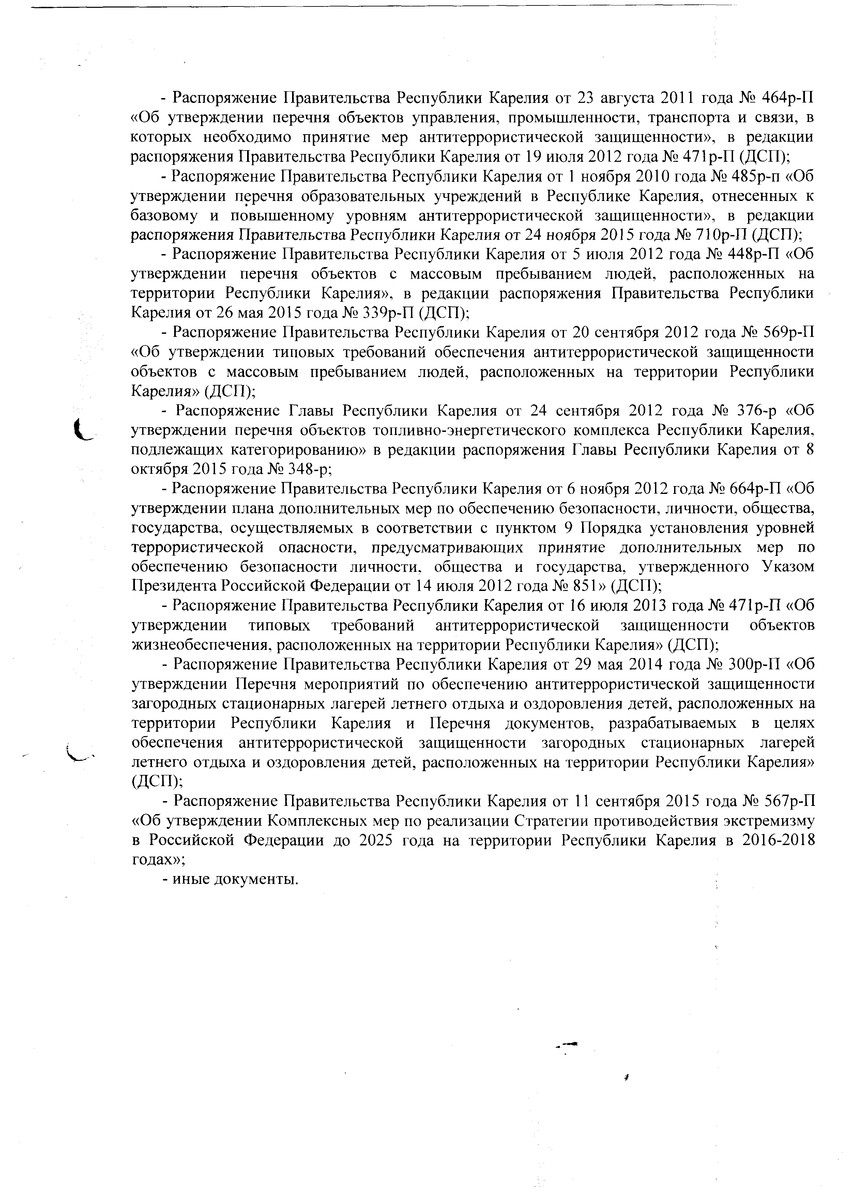 - Распоряжение Правительства Республики Карелия от 23 августа 2011 года № 464р-П
«Об утверждении перечня объектов управления, промышленности, транспорта и связи, в
которых необходимо принятие мер антитеррористической защищенности», в редакции
распоряжения Правительства Республики Карелия от 19 июля 2012 года № 471р-П (ДСП);
- Распоряжение Правительства Республики Карелия от 1 ноября 2010 года № 485р-п «Об
утверждении перечня образовательных учреждений в Республике Карелия, отнесенных к
базовому и повышенному уровням антитеррористической защищенности», в редакции
распоряжения Правительства Республики Карелия от 24 ноября 2015 года № 710р-П (ДСП);
- Распоряжение Правительства Республики Карелия от 5 июля 2012 года № 448р-П «Об
утверждении перечня объектов с массовым пребыванием людей, расположенных на
территории Республики Карелия», в редакции распоряжения Правительства Республики
Карелия от 26 мая 2015 года № 339р-П (ДСП);
- Распоряжение Правительства Республики Карелия от 20 сентября 2012 года № 569р-П
«Об утверждении типовых требований обеспечения антитеррористической защищенности
объектов с массовым пребыванием людей, расположенных на территории Республики
Карелия» (ДСП);
- Распоряжение Главы Республики Карелия от 24 сентября 2012 года № 376-р «Об
утверждении перечня объектов топливно-энергетического комплекса Республики Карелия,
подлежащих категорированию» в редакции распоряжения Главы Республики Карелия от 8
октября 2015 года № 348-р;
- Распоряжение Правительства Республики Карелия от 6 ноября 2012 года № 664р-П «Об
утверждении плана дополнительных мер по обеспечению безопасности, личности, общества,
государства, осуществляемых в соответствии с пунктом 9 Порядка установления уровней
террористической опасности, предусматривающих принятие дополнительных мер по
обеспечению безопасности личности, общества и государства, утвержденного Указом
Президента Российской Федерации от 14 июля 2012 года № 851» (ДСП);
- Распоряжение Правительства Республики Карелия от 16 июля 2013 года № 471р-П «Об
утверждении типовых требований антитеррористической защищенности объектов
жизнеобеспечения, расположенных на территории Республики Карелия» (ДСП);
- Распоряжение Правительства Республики Карелия от 29 мая 2014 года № 300р-П «Об
утверждении Перечня мероприятий по обеспечению антитеррористической защищенности
загородных стационарных лагерей летнего отдыха и оздоровления детей, расположенных на
территории Республики Карелия и Перечня документов, разрабатываемых в целях
обеспечения антитеррористической защищенности загородных стационарных лагерей
летнего отдыха и оздоровления детей, расположенных на территории Республики Карелия»
(ДСП);
- Распоряжение Правительства Республики Карелия от 11 сентября 2015 года № 567р-П
«Об утверждении Комплексных мер по реализации Стратегии противодействия экстремизму
в Российской Федерации до 2025 года на территории Республики Карелия в 2016-2018
годах»;
- иные документы.